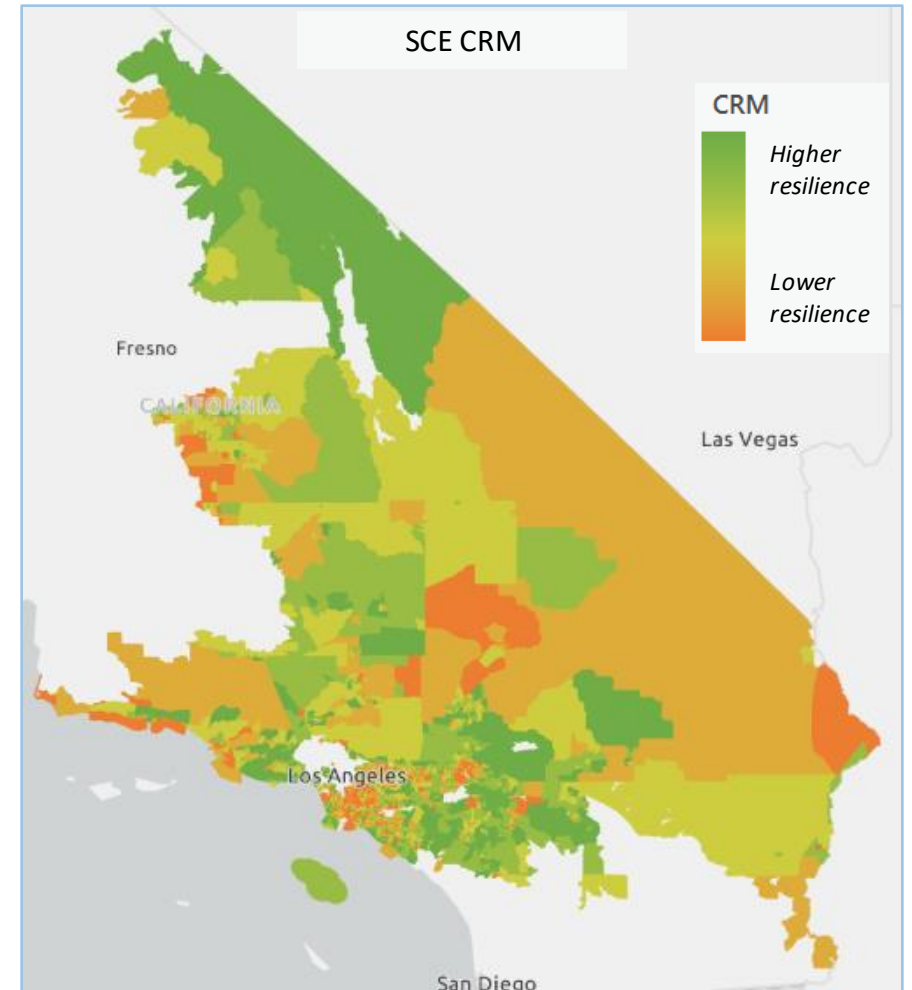 SCE CRM
CRM
Higher
resilience
Lower
resilience
Fresno
CALIFORNIA
Las Vegas
Los Angeles
San Diego